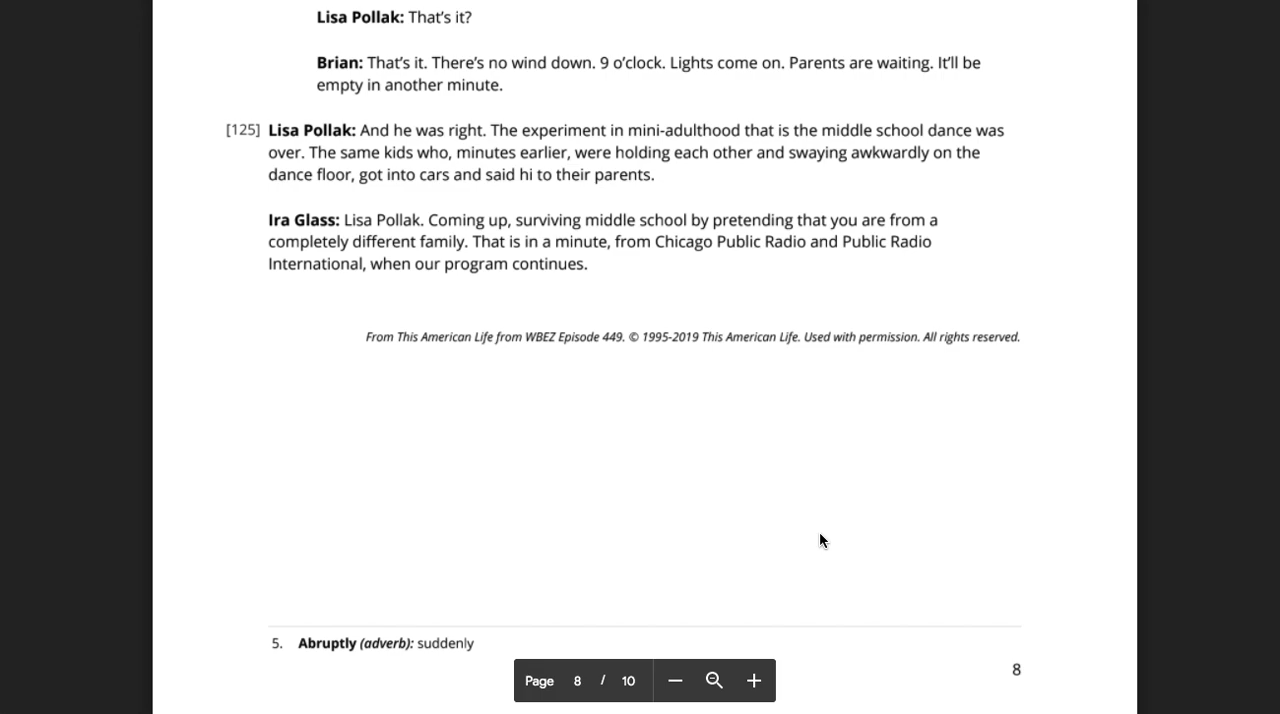 Lisa Pollak: That’s it?
Brian: That’s it. There’s no wind down. 9 o’clock. Lights come on. Parents are waiting. It’ll be
empty in another minute.
[125] Lisa Pollak: And he was right. The experiment in mini-adulthood that is the middle school dance was
over. The same kids who, minutes earlier, were holding each other and swaying awkwardly on the
dance floor, got into cars and said hi to their parents.
Ira Glass: Lisa Pollak. Coming up, surviving middle school by pretending that you are from a
completely different family. That is in a minute, from Chicago Public Radio and Public Radio
International, when our program continues.
From This American Life from WBEZ Episode 449. © 1995-2019 This American Life. Used with permission. All rights reserved.
5. Abruptly (adverb): suddenly
8
Page 8 / 10